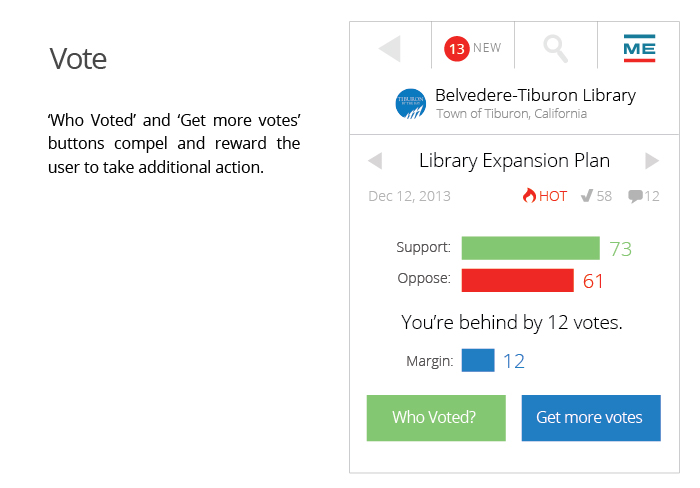 Vote
‘Who Voted’ and ‘Get more votes’
buttons compel and reward the
user to take additional action.
13 NEW
ME
TIBURON
Belvedere-Tiburon Library
Town of Tiburon, California
Library Expansion Plan
Dec 12, 2013 HOT 58 12
Support: 73
Oppose: 61
You’re behind by 12 votes.
Margin: 12
Who Voted? Get more votes